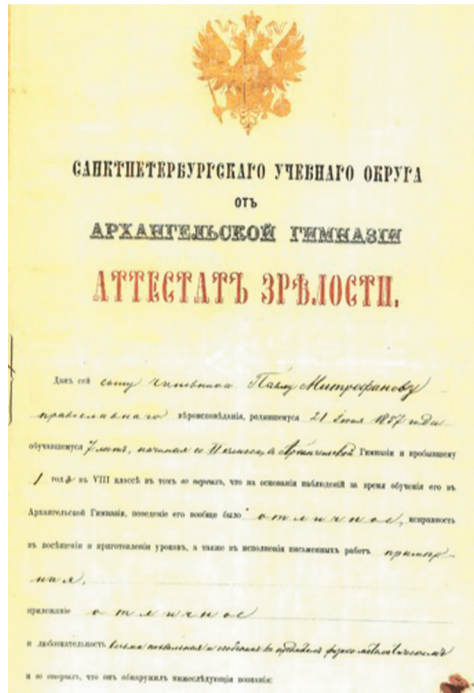 САНКТПЕТЕРБУРГСКАГО УЧЕБНАГО ОКРУГА
ОТЪ
АРХАНГЕЛЬСКОЙ ГИМНАЗІИ
АТТЕСТАТЪ ЗРѢЛОСТИ.
Данъ сей сыну чиновника Павлу Митрофанову
православнаго вѣроисповѣданія, родившемуся 21 1857 года
обучавшемуся 7 лѣтъ, начиная со II класса, въ Гимназіи и пробывшему
1 годъ въ VIII классѣ въ томъ во первыхъ, что на основаніи наблюденій за время обученія его въ
Архангельской Гимназіи, поведеніе его вообще было отличное, исправность
въ посѣщеніи и приготовленіи уроковъ, а также въ исполненіи письменныхъ работъ примѣр-
ная,
прилежаніе отличное
и любознательность весьма и особенно къ предметамъ
и во вторыхъ, что онъ обнаружилъ нижеслѣдующія познанія: